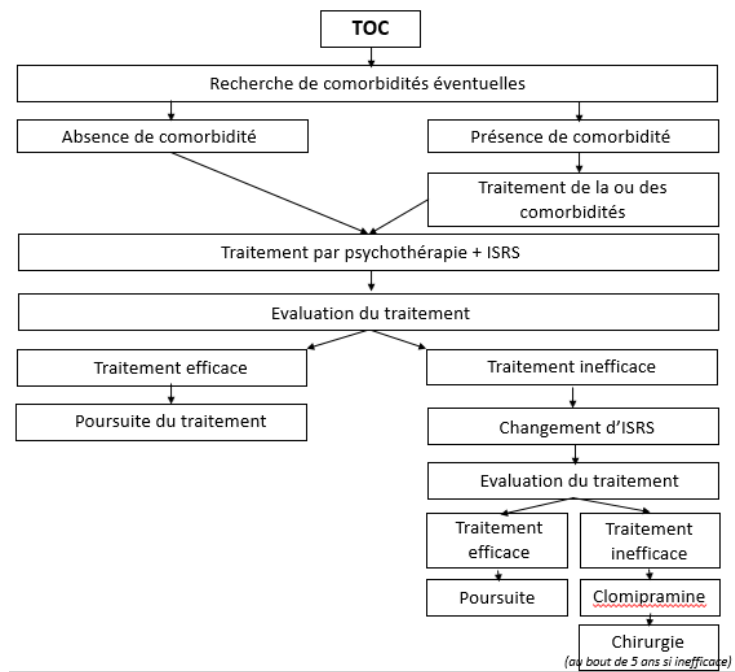 TOC
Recherche de comorbidités éventuelles
Absence de comorbidité
Présence de comorbidité
Traitement de la ou des
comorbidités
Traitement par psychothérapie + ISRS
Evaluation du traitement
Traitement efficace
Traitement inefficace
Poursuite du traitement
Changement d’ISRS
Evaluation du traitement
Traitement
efficace
Traitement
inefficace
Poursuite
Clomipramine
Chirurgie
(au bout de 5 ans si inefficace)